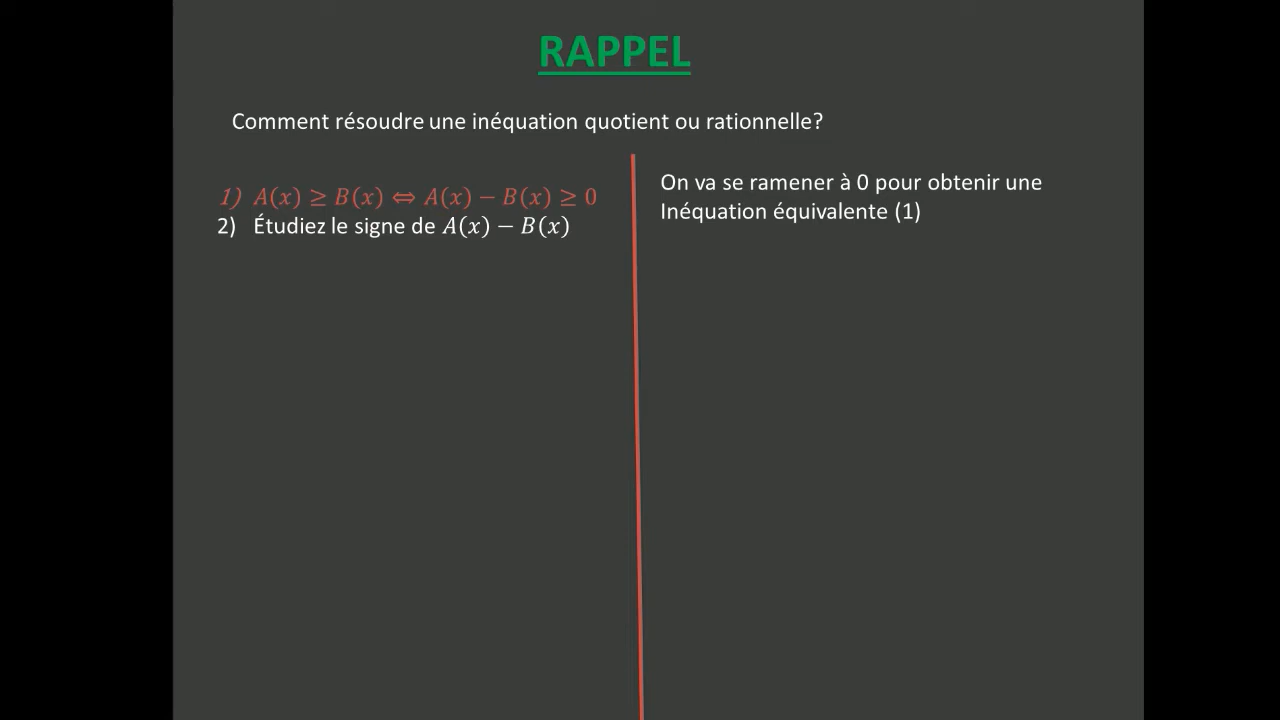 RAPPEL
Comment résoudre une inéquation quotient ou rationnelle?
1) A(x) ≥ B(x) ⇔ A(x) − B(x) ≥ 0
2) Étudiez le signe de A(x) − B(x)
On va se ramener à 0 pour obtenir une
Inéquation équivalente (1)